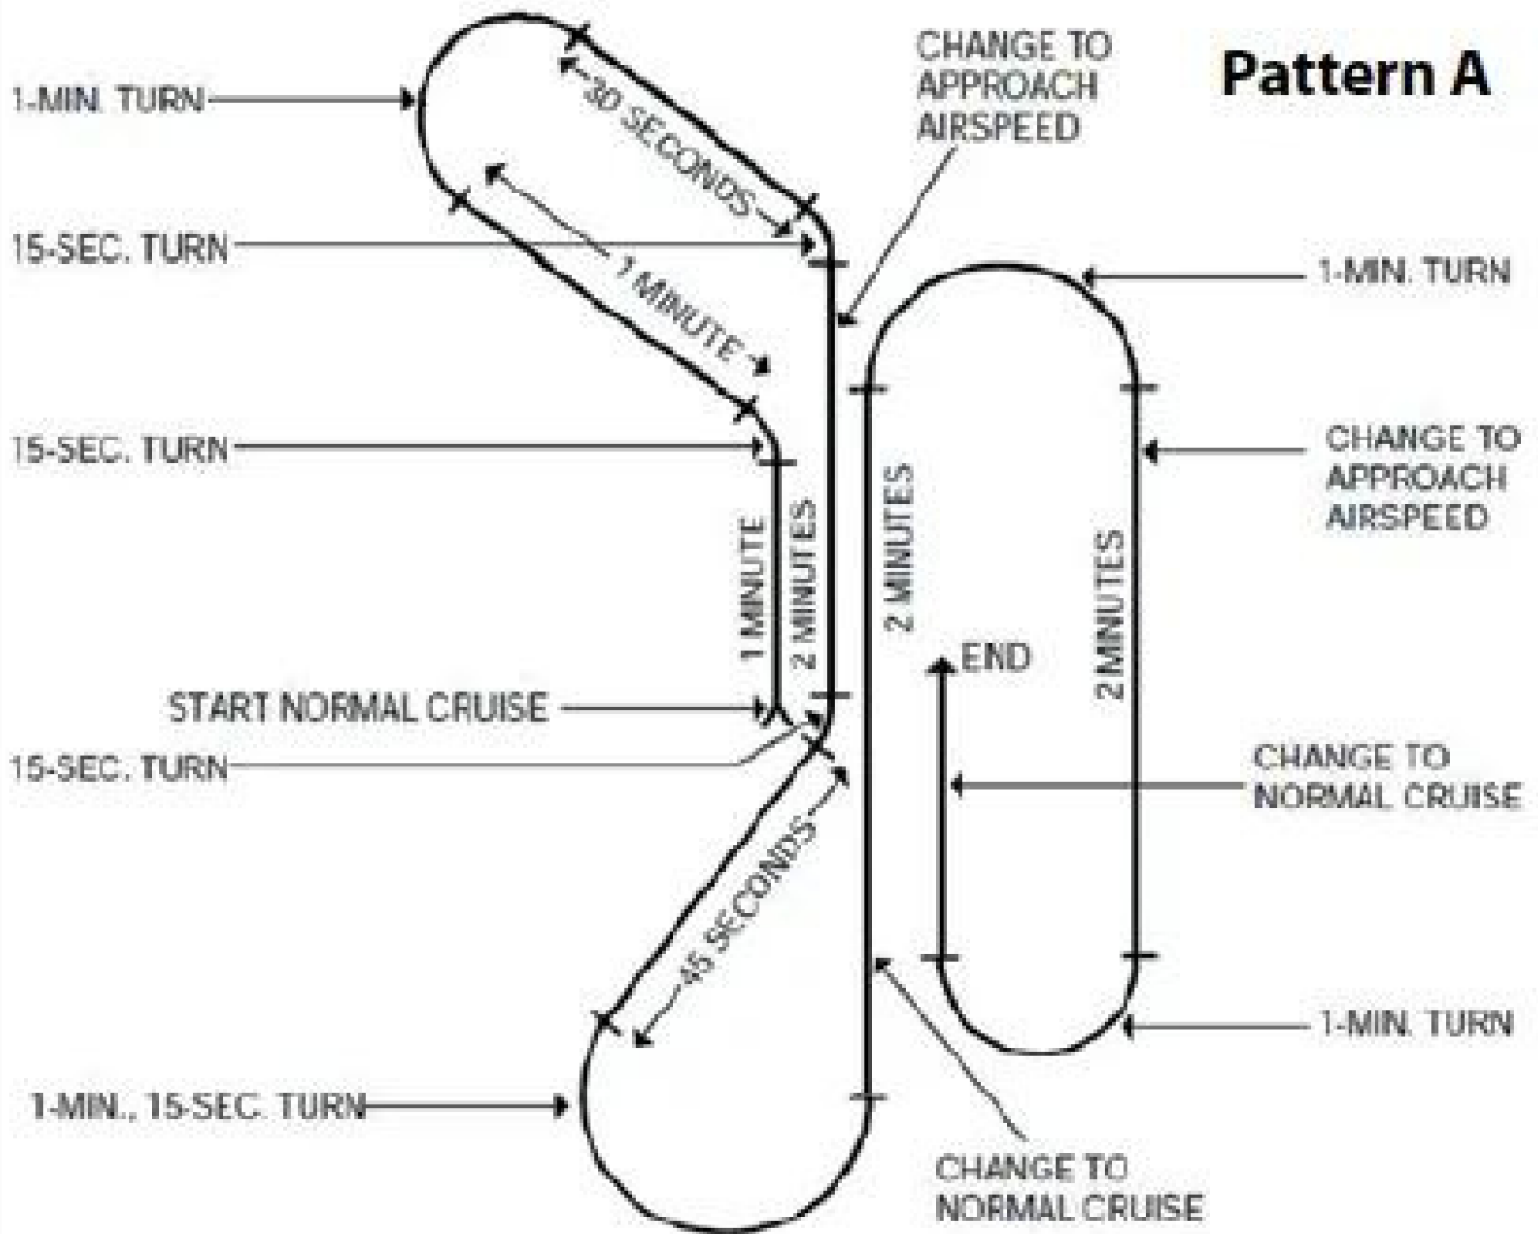 Pattern A
CHANGE TO
APPROACH
AIRSPEED
1-MIN. TURN
30 SECONDS
15-SEC. TURN
1 MINUTE
1-MIN. TURN
15-SEC. TURN
CHANGE TO
APPROACH
AIRSPEED
1 MINUTE
2 MINUTES
2 MINUTES
2 MINUTES
END
START NORMAL CRUISE
15-SEC. TURN
CHANGE TO
NORMAL CRUISE
45 SECONDS
1-MIN. TURN
1-MIN., 15-SEC. TURN
CHANGE TO
NORMAL CRUISE